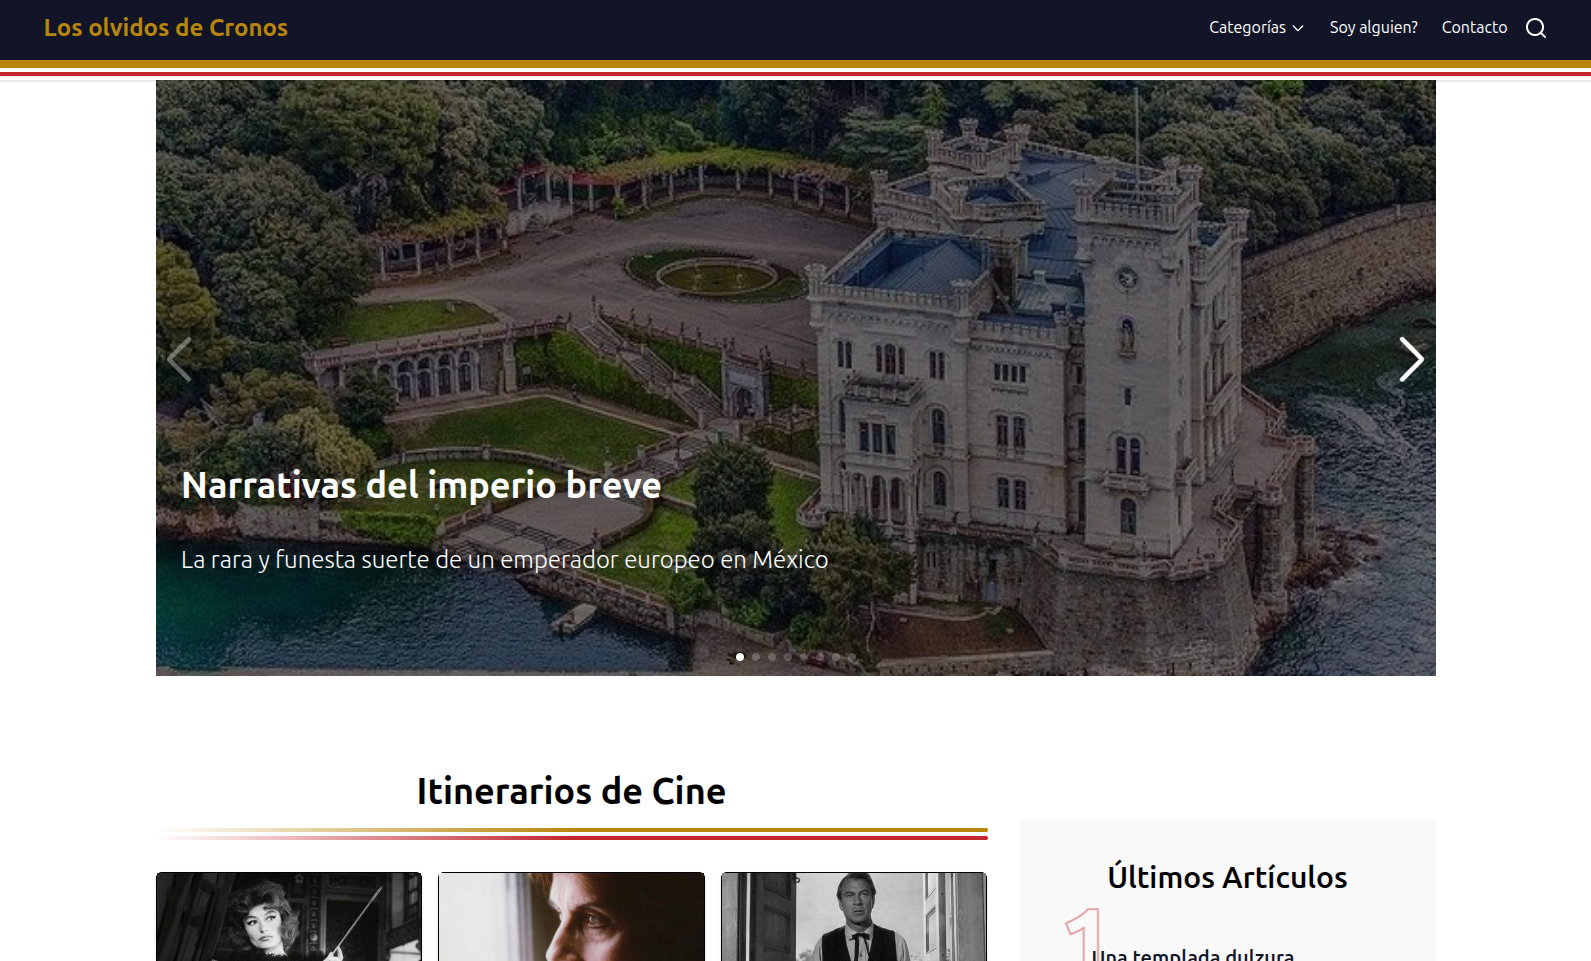 Los olvidos de Cronos
Categorías
Soy alguien?
Contacto
Narrativas del imperio breve
La rara y funesta suerte de un emperador europeo en México
Itinerarios de Cine
Últimos Artículos
1
Una templada dulzura